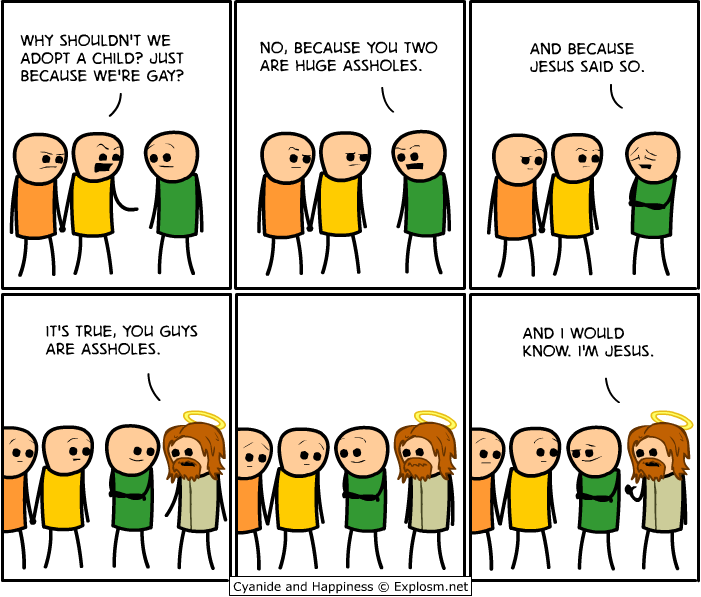 WHY SHOULDN'T WE
ADOPT A CHILD? JUST
BECAUSE WE'RE GAY?
NO, BECAUSE YOU TWO
ARE HUGE ASSHOLES.
AND BECAUSE
JESUS SAID SO.
IT'S TRUE, YOU GUYS
ARE ASSHOLES.
AND I WOULD
KNOW. I'M JESUS.
Cyanide and Happiness © Explosm.net